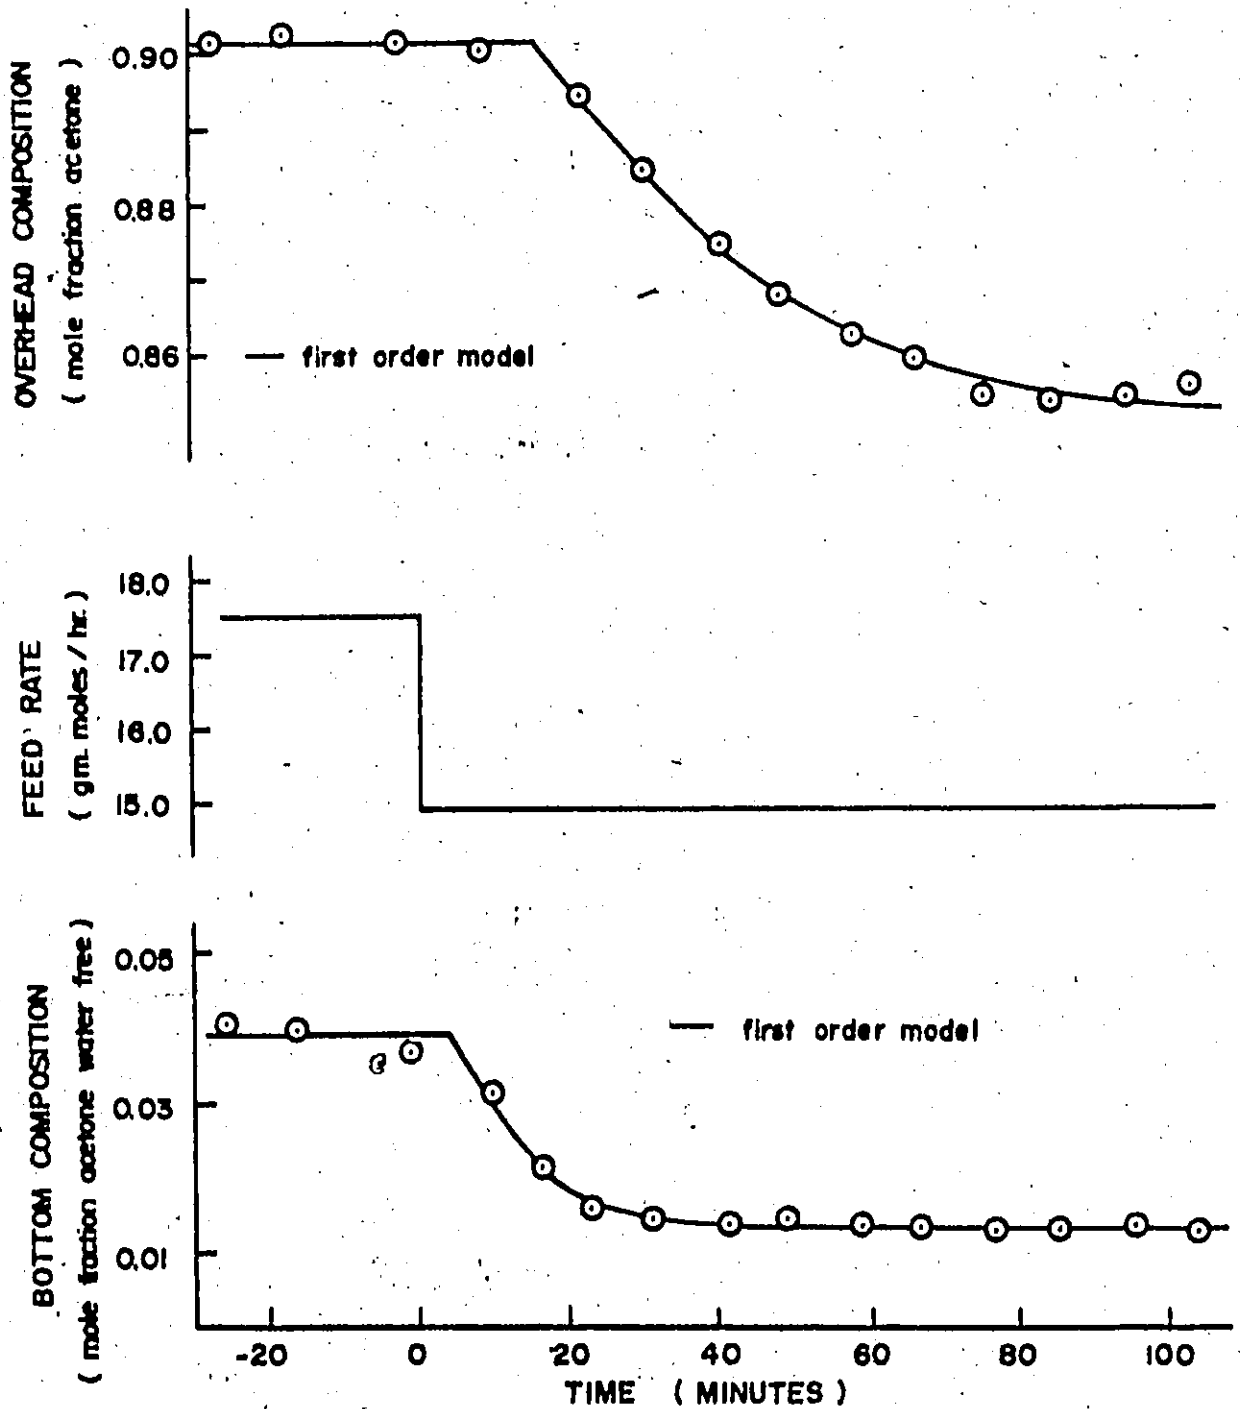 OVERHEAD COMPOSITION
( mole fraction acetone )
0.90
0.88
0.86
first order model
FEED RATE
( gm. moles / hr. )
18.0
17.0
16.0
15.0
BOTTOM COMPOSITION
( mole fraction acetone water free )
0.05
0.03
0.01
first order model
-20 0 20 40 60 80 100
TIME ( MINUTES )